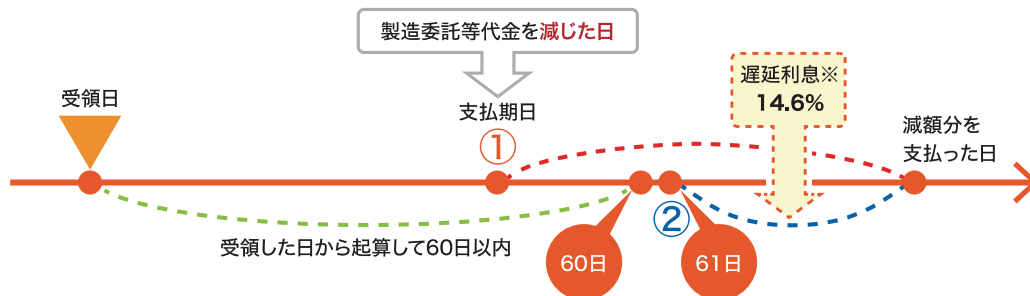 製造委託等代金を減じた日
遅延利息※
14.6%
受領日
支払期日
①
減額分を
支払った日
受領した日から起算して60日以内
②
60日
61日